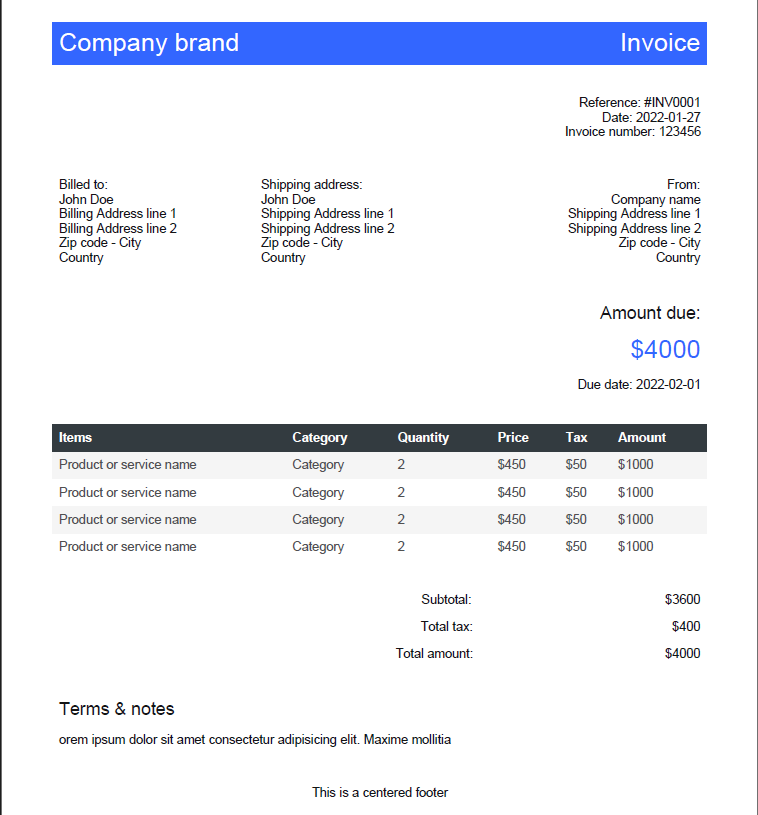 Company brand Invoice
Reference: #INV0001
Date: 2022-01-27
Invoice number: 123456
Billed to:
John Doe
Billing Address line 1
Billing Address line 2
Zip code - City
Country
Shipping address:
John Doe
Shipping Address line 1
Shipping Address line 2
Zip code - City
Country
From:
Company name
Shipping Address line 1
Shipping Address line 2
Zip code - City
Country
Amount due:
$4000
Due date: 2022-02-01
Items Category Quantity Price Tax Amount
Product or service name Category 2 $450 $50 $1000
Product or service name Category 2 $450 $50 $1000
Product or service name Category 2 $450 $50 $1000
Product or service name Category 2 $450 $50 $1000
Subtotal: $3600
Total tax: $400
Total amount: $4000
Terms & notes
orem ipsum dolor sit amet consectetur adipisicing elit. Maxime mollitia
This is a centered footer